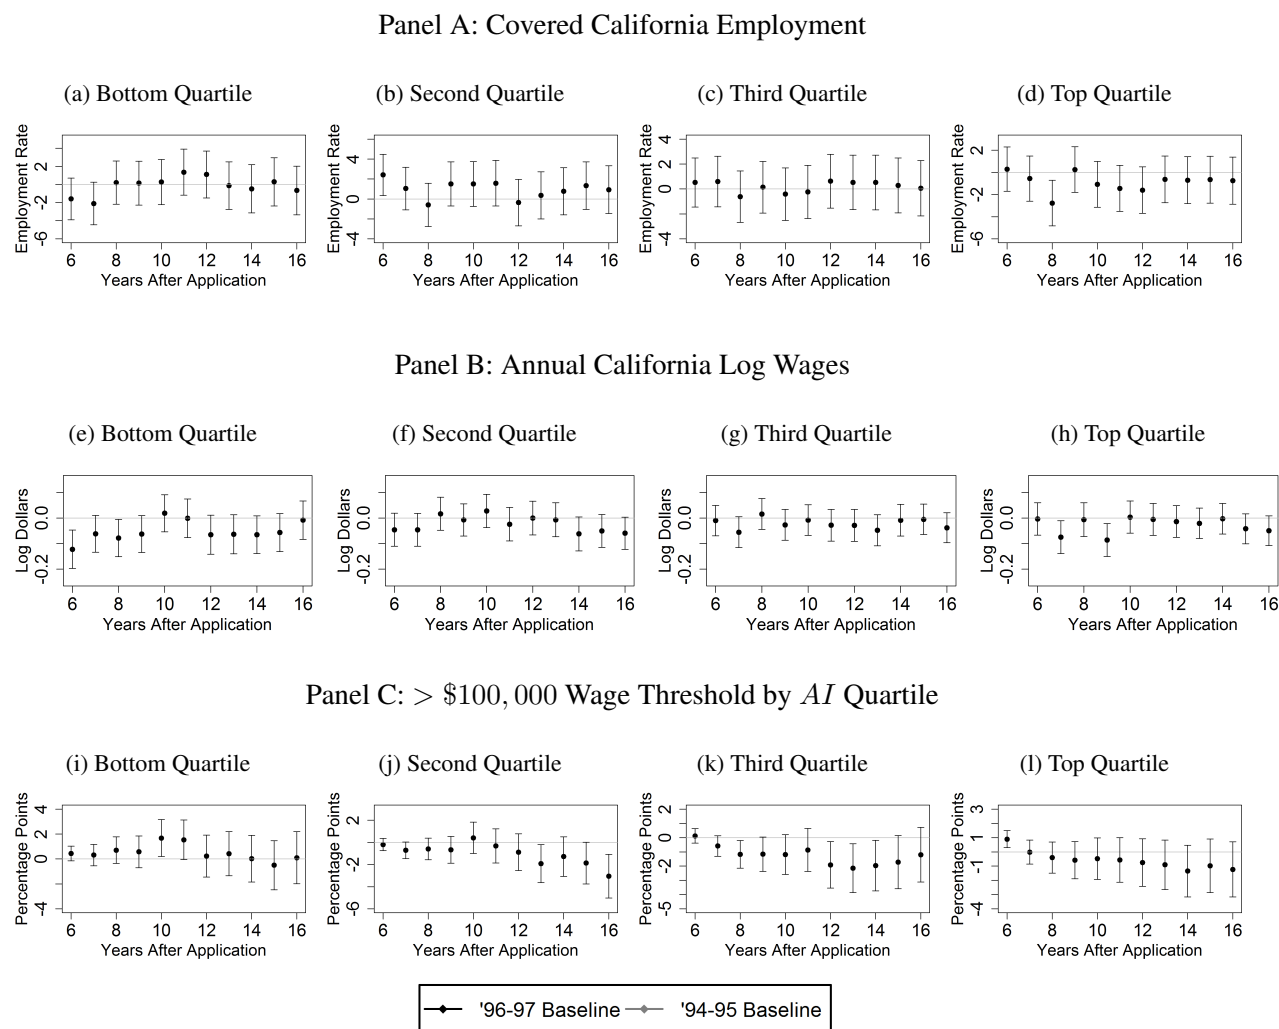 Panel A: Covered California Employment
(a) Bottom Quartile (b) Second Quartile (c) Third Quartile (d) Top Quartile
Employment Rate
2
-2
-6
6 8 10 12 14 16
Years After Application
Employment Rate
4
0
-4
6 8 10 12 14 16
Years After Application
Employment Rate
4
2
0
-4
6 8 10 12 14 16
Years After Application
Employment Rate
2
-2
-6
6 8 10 12 14 16
Years After Application
Panel B: Annual California Log Wages
(e) Bottom Quartile (f) Second Quartile (g) Third Quartile (h) Top Quartile
Log Dollars
0.0
-0.2
6 8 10 12 14 16
Years After Application
Log Dollars
0.0
-0.2
6 8 10 12 14 16
Years After Application
Log Dollars
0.0
-0.2
6 8 10 12 14 16
Years After Application
Log Dollars
0.0
-0.2
6 8 10 12 14 16
Years After Application
Panel C: > $100,000 Wage Threshold by AI Quartile
(i) Bottom Quartile (j) Second Quartile (k) Third Quartile (l) Top Quartile
Percentage Points
4
2
0
-4
6 8 10 12 14 16
Years After Application
Percentage Points
2
-2
-6
6 8 10 12 14 16
Years After Application
Percentage Points
2
0
-2
-5
6 8 10 12 14 16
Years After Application
Percentage Points
3
1
-1
-4
6 8 10 12 14 16
Years After Application
'96-97 Baseline '94-95 Baseline